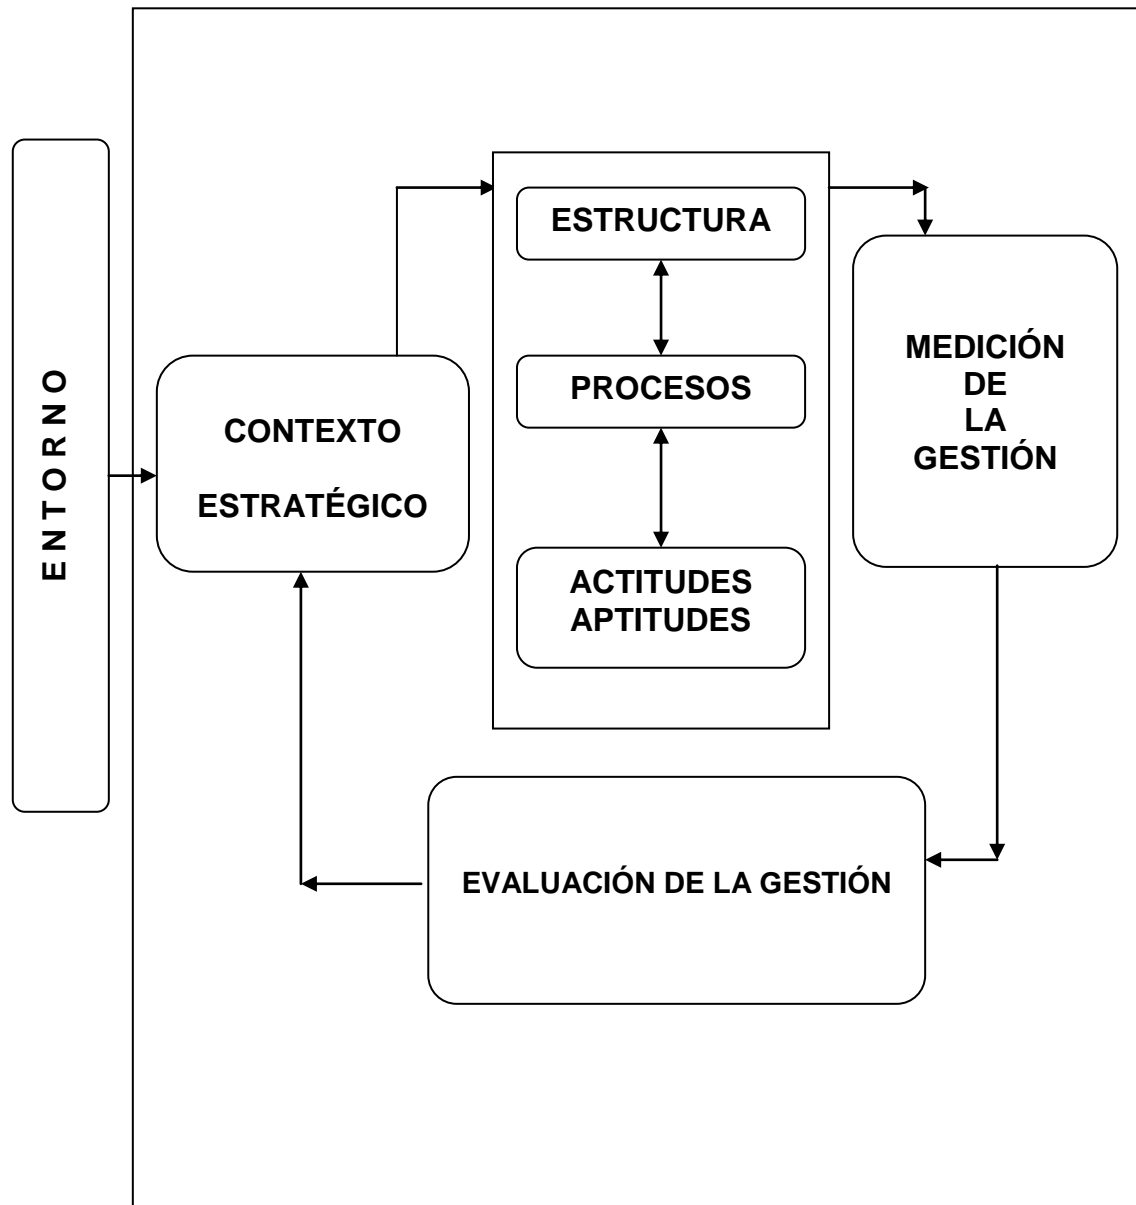 E N T O R N O
CONTEXTO
ESTRATÉGICO
ESTRUCTURA
PROCESOS
ACTITUDES
APTITUDES
MEDICIÓN
DE
LA
GESTIÓN
EVALUACIÓN DE LA GESTIÓN